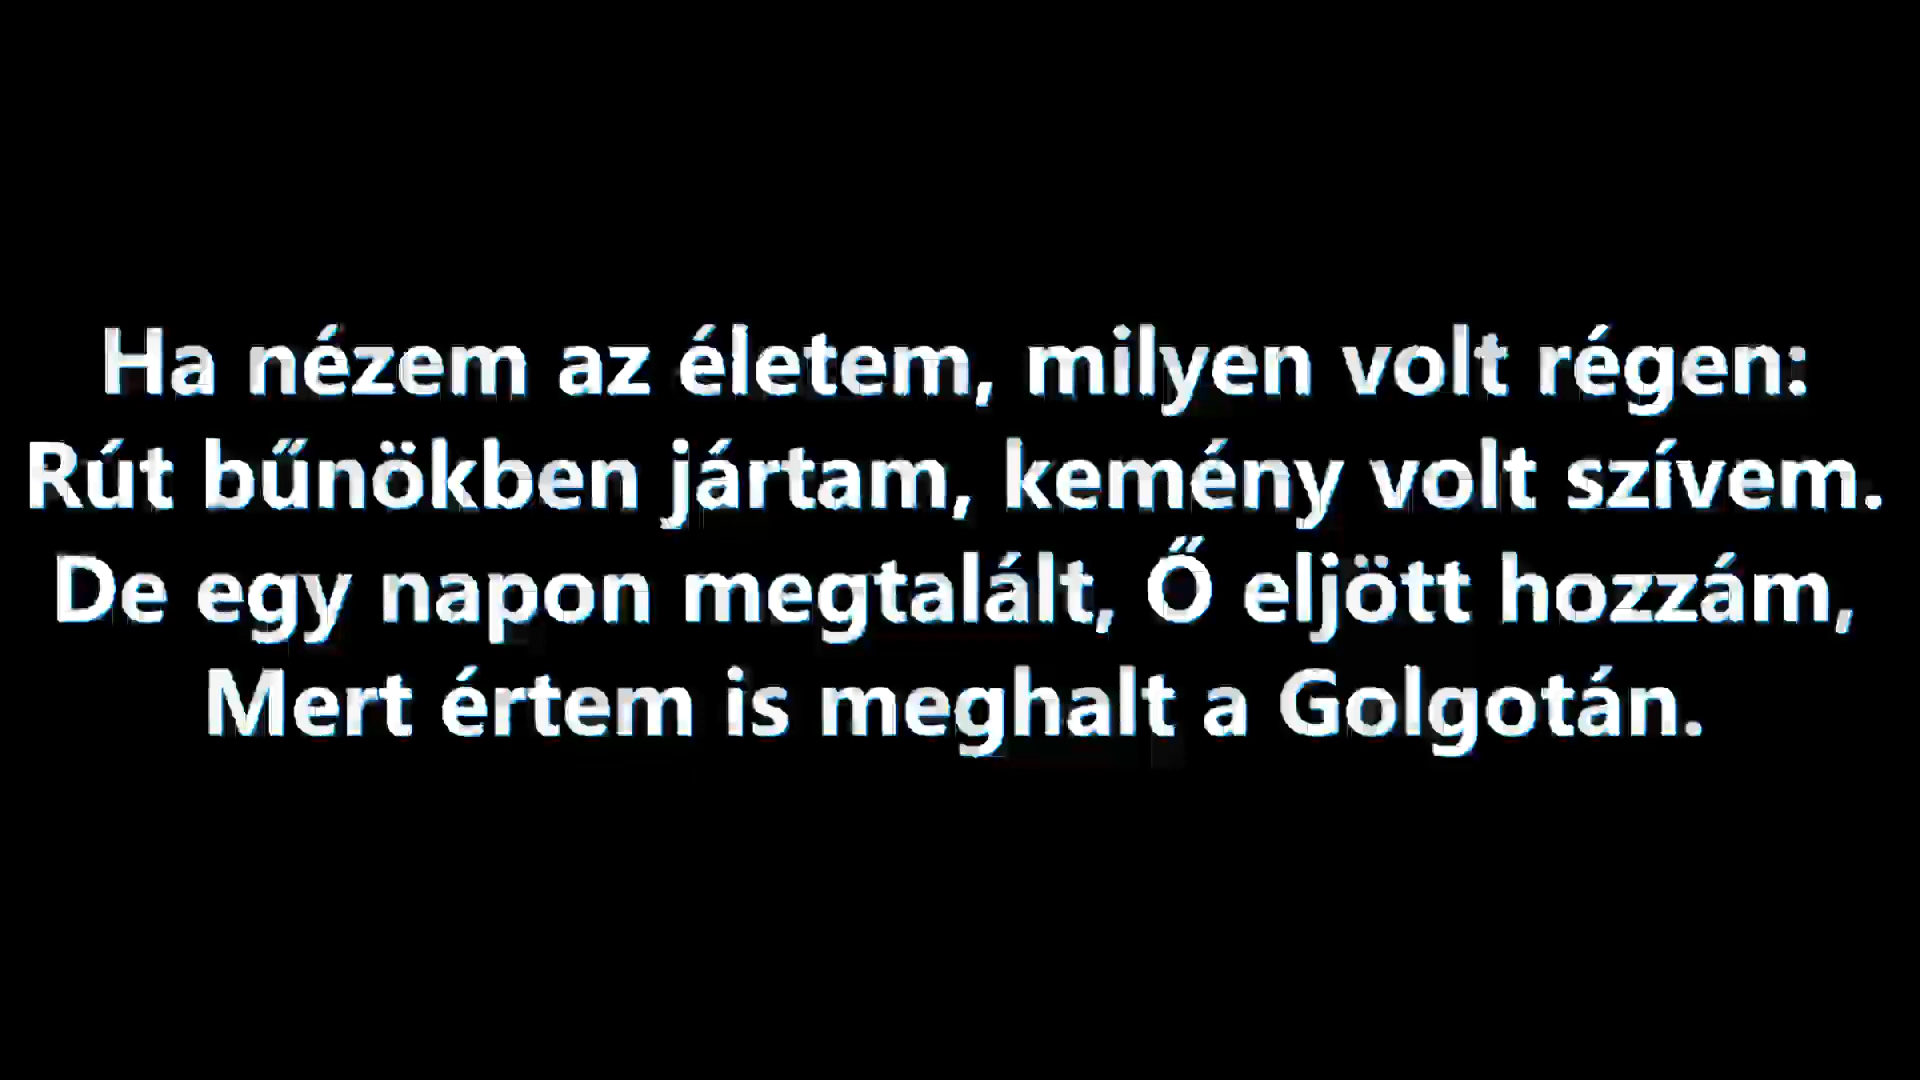 Ha nézem az életem, milyen volt régen:
Rút bűnökben jártam, kemény volt szívem.
De egy napon megtalált, Ő eljött hozzám,
Mert értem is meghalt a Golgotán.